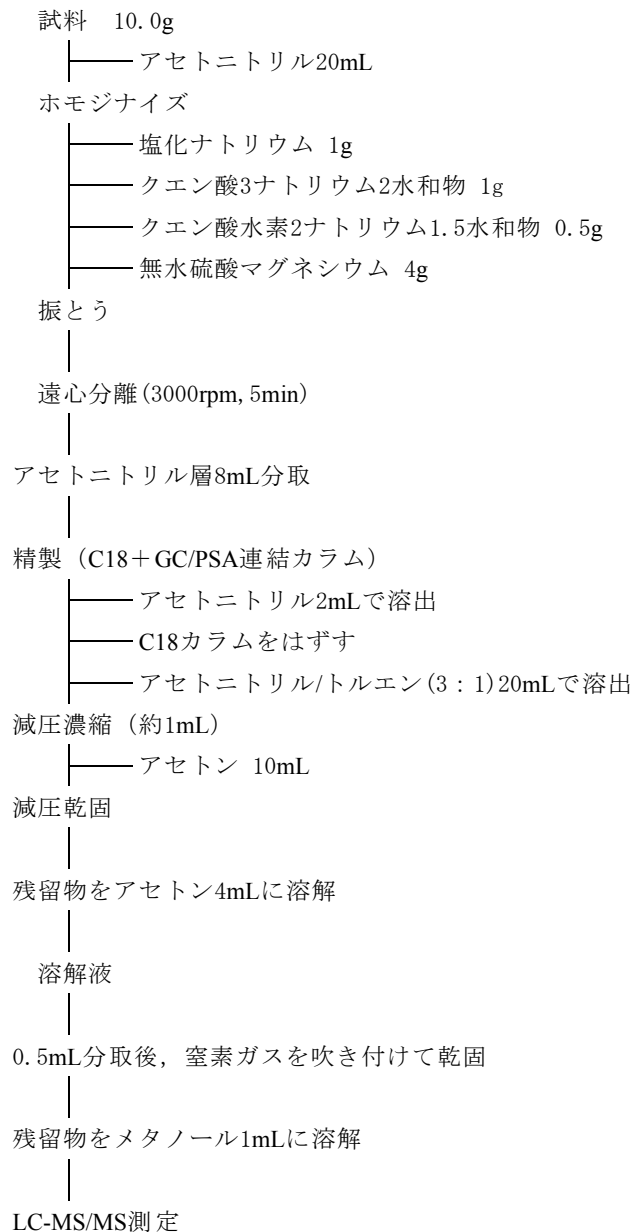 試料 10.0g
アセトニトリル20mL
ホモジナイズ
塩化ナトリウム 1g
クエン酸3ナトリウム2水和物 1g
クエン酸水素2ナトリウム1.5水和物 0.5g
無水硫酸マグネシウム 4g
振とう
遠心分離(3000rpm,5min)
アセトニトリル層8mL分取
精製（C18＋GC/PSA連結カラム）
アセトニトリル2mLで溶出
C18カラムをはずす
アセトニトリル/トルエン(3：1)20mLで溶出
減圧濃縮（約1mL）
アセトン 10mL
減圧乾固
残留物をアセトン4mLに溶解
溶解液
0.5mL分取後，窒素ガスを吹き付けて乾固
残留物をメタノール1mLに溶解
LC-MS/MS測定